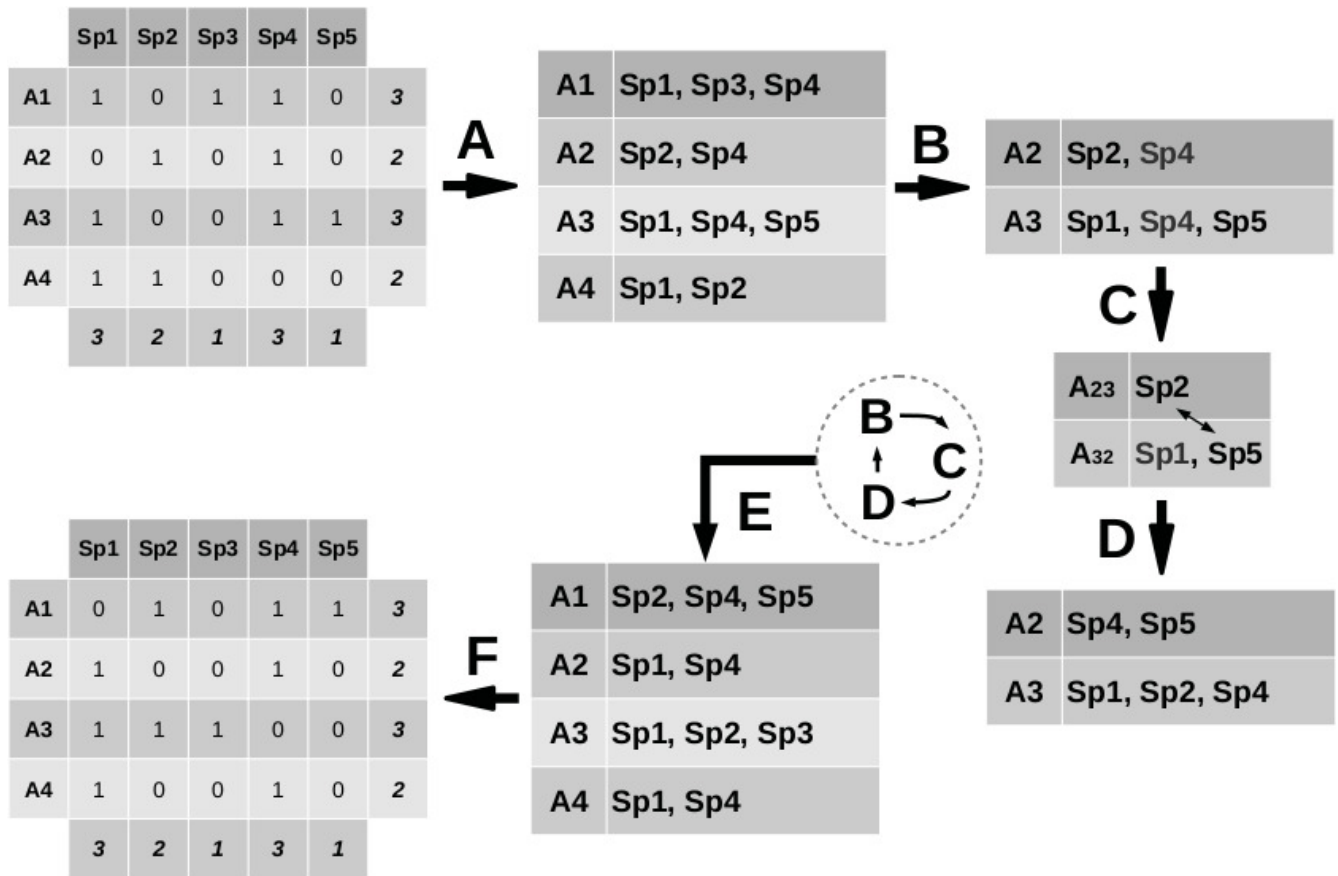 Sp1 Sp2 Sp3 Sp4 Sp5
A1 1 0 1 1 0 3
A2 0 1 0 1 0 2
A3 1 0 0 1 1 3
A4 1 1 0 0 0 2
3 2 1 3 1
A
A1 Sp1, Sp3, Sp4
A2 Sp2, Sp4
A3 Sp1, Sp4, Sp5
A4 Sp1, Sp2
B
A2 Sp2, Sp4
A3 Sp1, Sp4, Sp5
C
A23 Sp2
A32 Sp1, Sp5
D
A2 Sp4, Sp5
A3 Sp1, Sp2, Sp4
B
C
D
E
A1 Sp2, Sp4, Sp5
A2 Sp1, Sp4
A3 Sp1, Sp2, Sp3
A4 Sp1, Sp4
F
Sp1 Sp2 Sp3 Sp4 Sp5
A1 0 1 0 1 1 3
A2 1 0 0 1 0 2
A3 1 1 1 0 0 3
A4 1 0 0 1 0 2
3 2 1 3 1